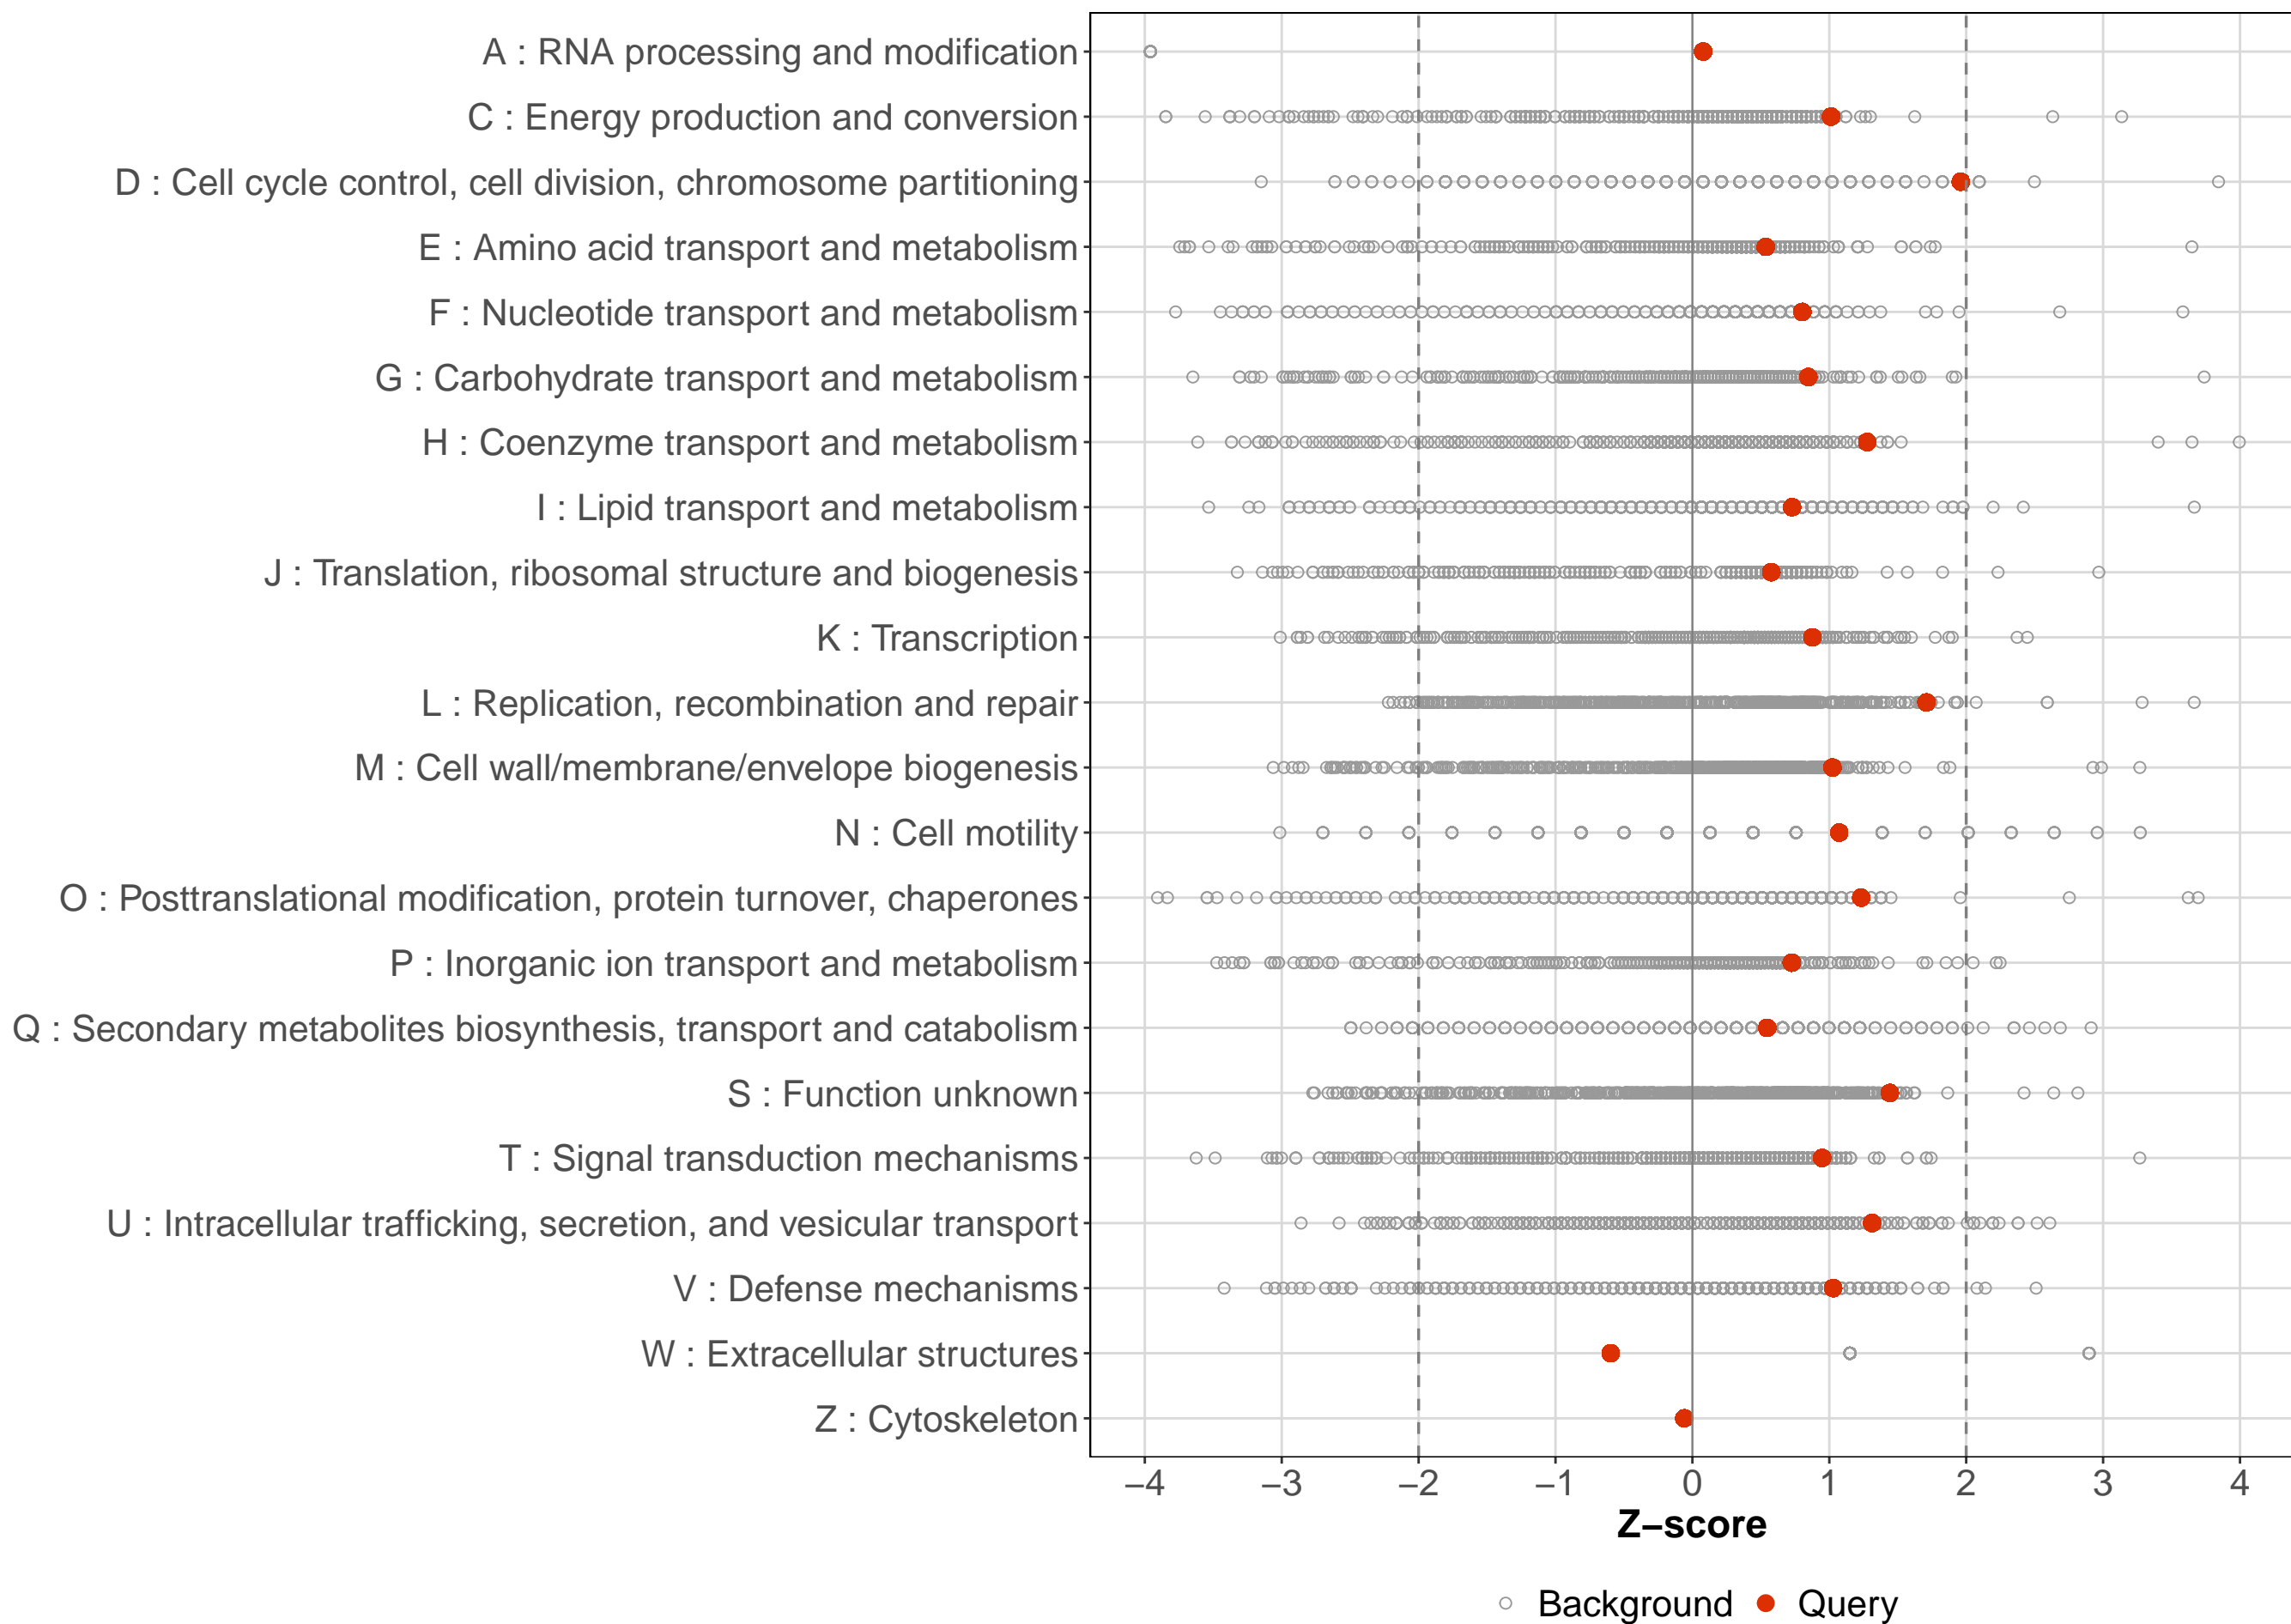 A : RNA processing and modification
C : Energy production and conversion
D : Cell cycle control, cell division, chromosome partitioning
E : Amino acid transport and metabolism
F : Nucleotide transport and metabolism
G : Carbohydrate transport and metabolism
H : Coenzyme transport and metabolism
I : Lipid transport and metabolism
J : Translation, ribosomal structure and biogenesis
K : Transcription
L : Replication, recombination and repair
M : Cell wall/membrane/envelope biogenesis
N : Cell motility
O : Posttranslational modification, protein turnover, chaperones
P : Inorganic ion transport and metabolism
Q : Secondary metabolites biosynthesis, transport and catabolism
S : Function unknown
T : Signal transduction mechanisms
U : Intracellular trafficking, secretion, and vesicular transport
V : Defense mechanisms
W : Extracellular structures
Z : Cytoskeleton
−4 −3 −2 −1 0 1 2 3 4
Z−score
Background Query